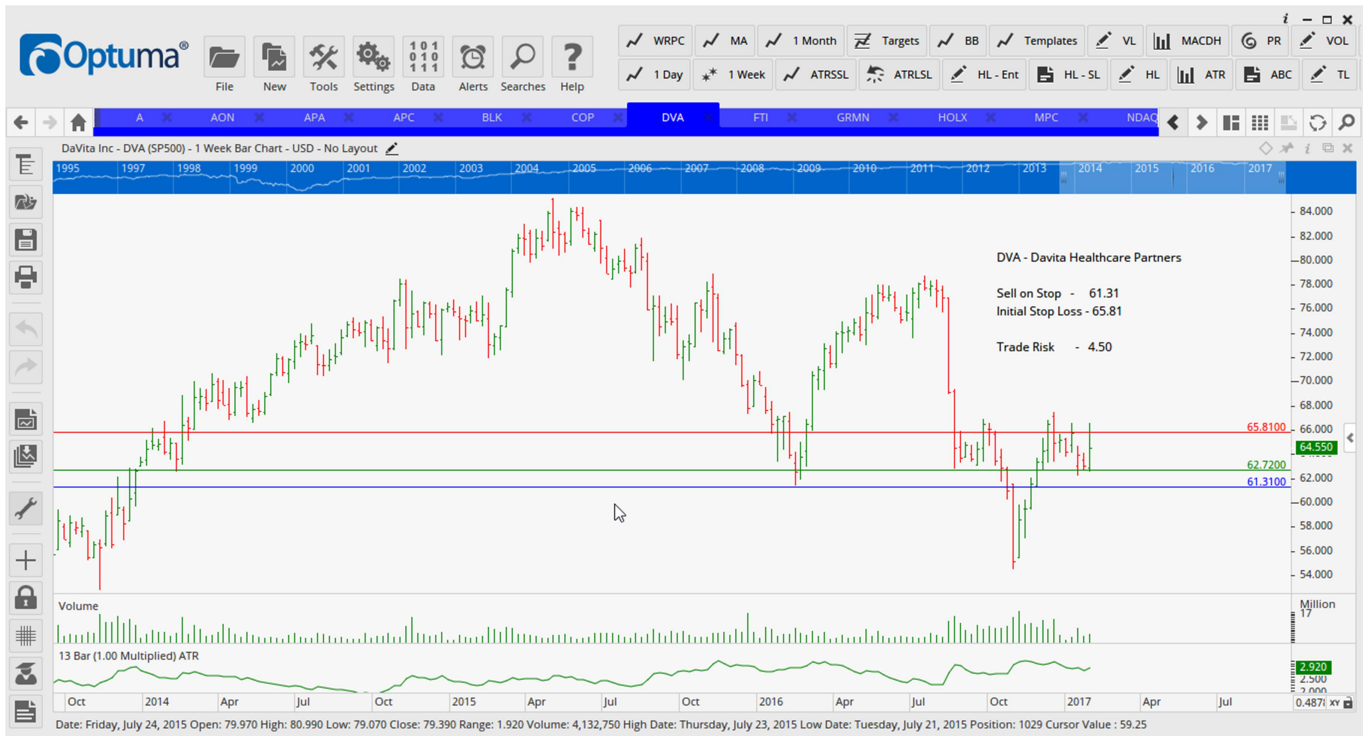 i
Optuma®
WRPC MA 1 Month Targets BB Templates VL MACDH PR VOL
1 Day 1 Week ATRSSL ATRLSL HL - Ent HL - SL HL ATR ABC TL
101
010
111
File New Tools Settings Data Alerts Searches Help
A AON APA APC BLK COP DVA FTI GRMN HOLX MPC NDAQ
DaVita Inc - DVA (SP500) - 1 Week Bar Chart - USD - No Layout
1995 1997 1998 1999 2000 2001 2002 2003 2004 2005 2006 2007 2008 2009 2010 2011 2012 2013 2014 2015 2016 2017
84.000
82.000
DVA - Davita Healthcare Partners
80.000
78.000
Sell on Stop - 61.31
Initial Stop Loss - 65.81
76.000
74.000
Trade Risk - 4.50
72.000
70.000
68.000
65.8100
66.000
64.550
62.7200
62.000
61.3100
60.000
58.000
56.000
54.000
Volume
Million
17
13 Bar (1.00 Multiplied) ATR
2.920
2.500
2.000
Oct 2014 Apr Jul Oct 2015 Apr Jul Oct 2016 Apr Jul Oct 2017 Apr Jul
XY
Date: Friday, July 24, 2015 Open: 79.970 High: 80.990 Low: 79.070 Close: 79.390 Range: 1.920 Volume: 4,132,750 High Date: Thursday, July 23, 2015 Low Date: Tuesday, July 21, 2015 Position: 1029 Cursor Value : 59.25